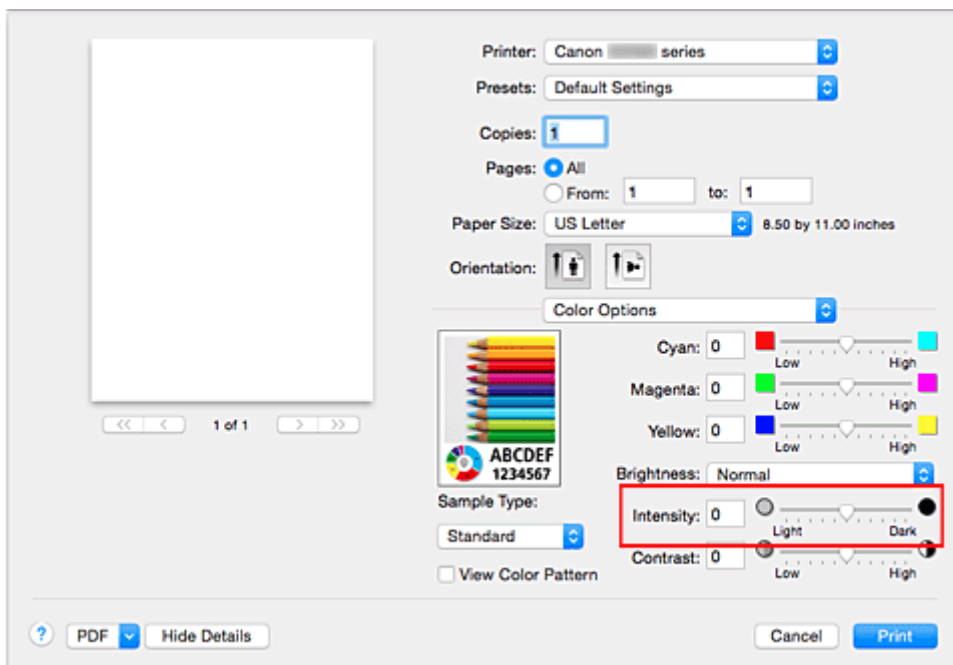 Printer: Canon series
Presets: Default Settings
Copies: 1
Pages: All
From: 1 to: 1
Paper Size: US Letter 8.50 by 11.00 inches
Orientation:
Color Options
Cyan: 0
Low High
Magenta: 0
Low High
Yellow: 0
Low High
ABCDEF
1234567
Brightness: Normal
Sample Type:
Intensity: 0
Light Dark
Standard
Contrast: 0
Low High
View Color Pattern
1 of 1
? PDF Hide Details Cancel Print